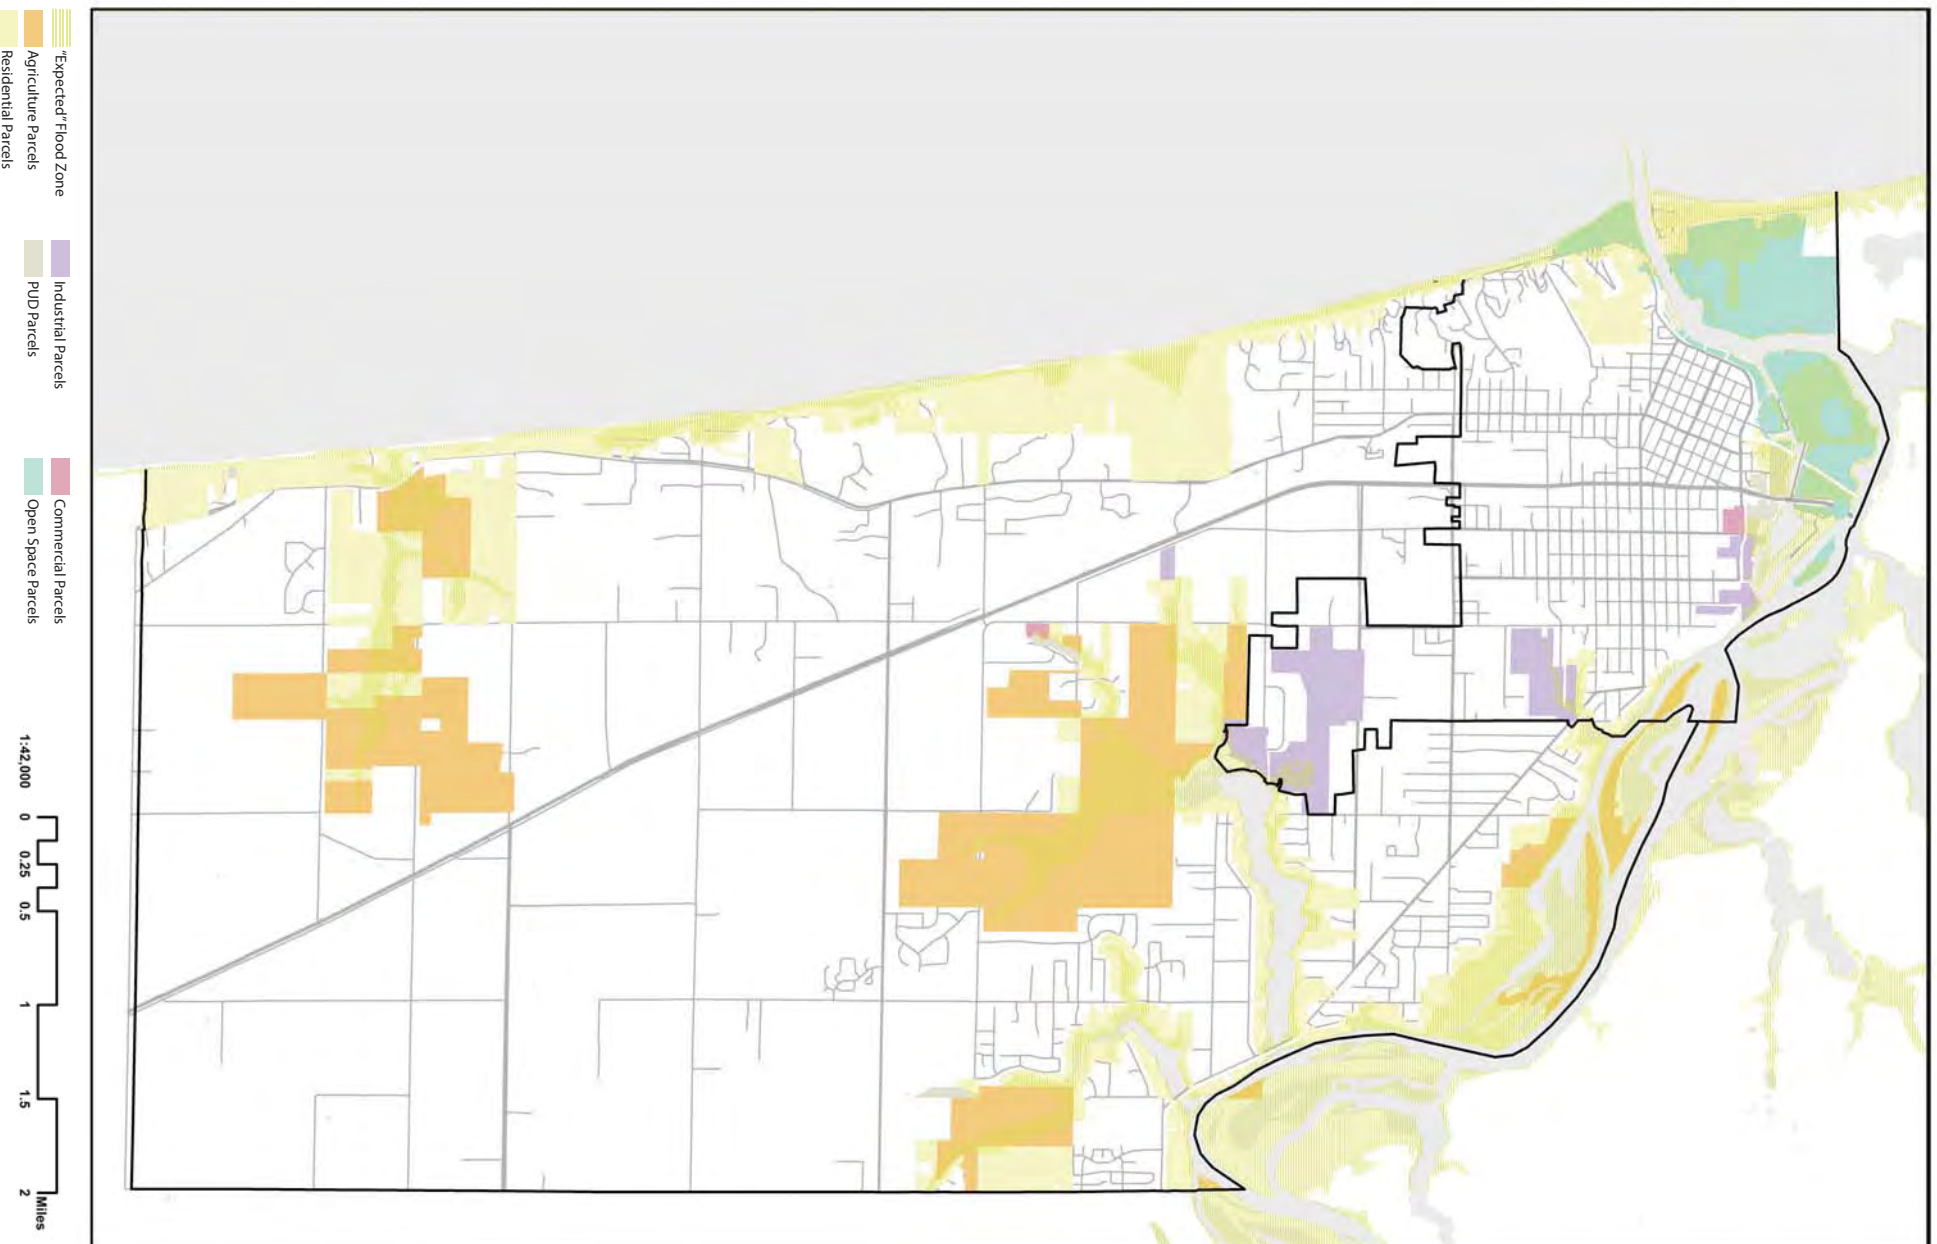 "Expected" Flood Zone
Agriculture Parcels
Residential Parcels
Industrial Parcels
PUD Parcels
Commercial Parcels
Open Space Parcels
1:42,000
0 0.25 0.5 1 1.5 2
Miles